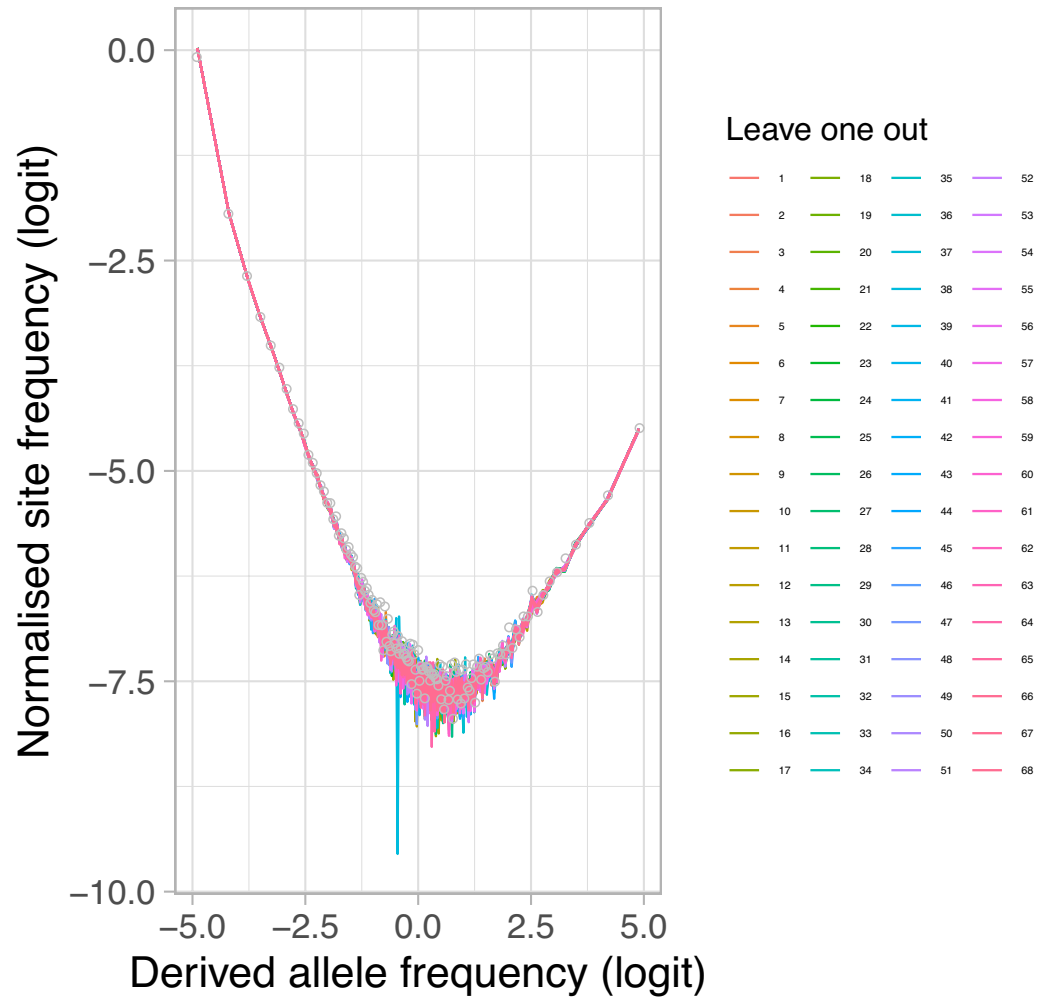 Normalised site frequency (logit)
0.0
−2.5
−5.0
−7.5
−10.0
−5.0 −2.5 0.0 2.5 5.0
Derived allele frequency (logit)
Leave one out
1 18 35 52
2 19 36 53
3 20 37 54
4 21 38 55
5 22 39 56
6 23 40 57
7 24 41 58
8 25 42 59
9 26 43 60
10 27 44 61
11 28 45 62
12 29 46 63
13 30 47 64
14 31 48 65
15 32 49 66
16 33 50 67
17 34 51 68